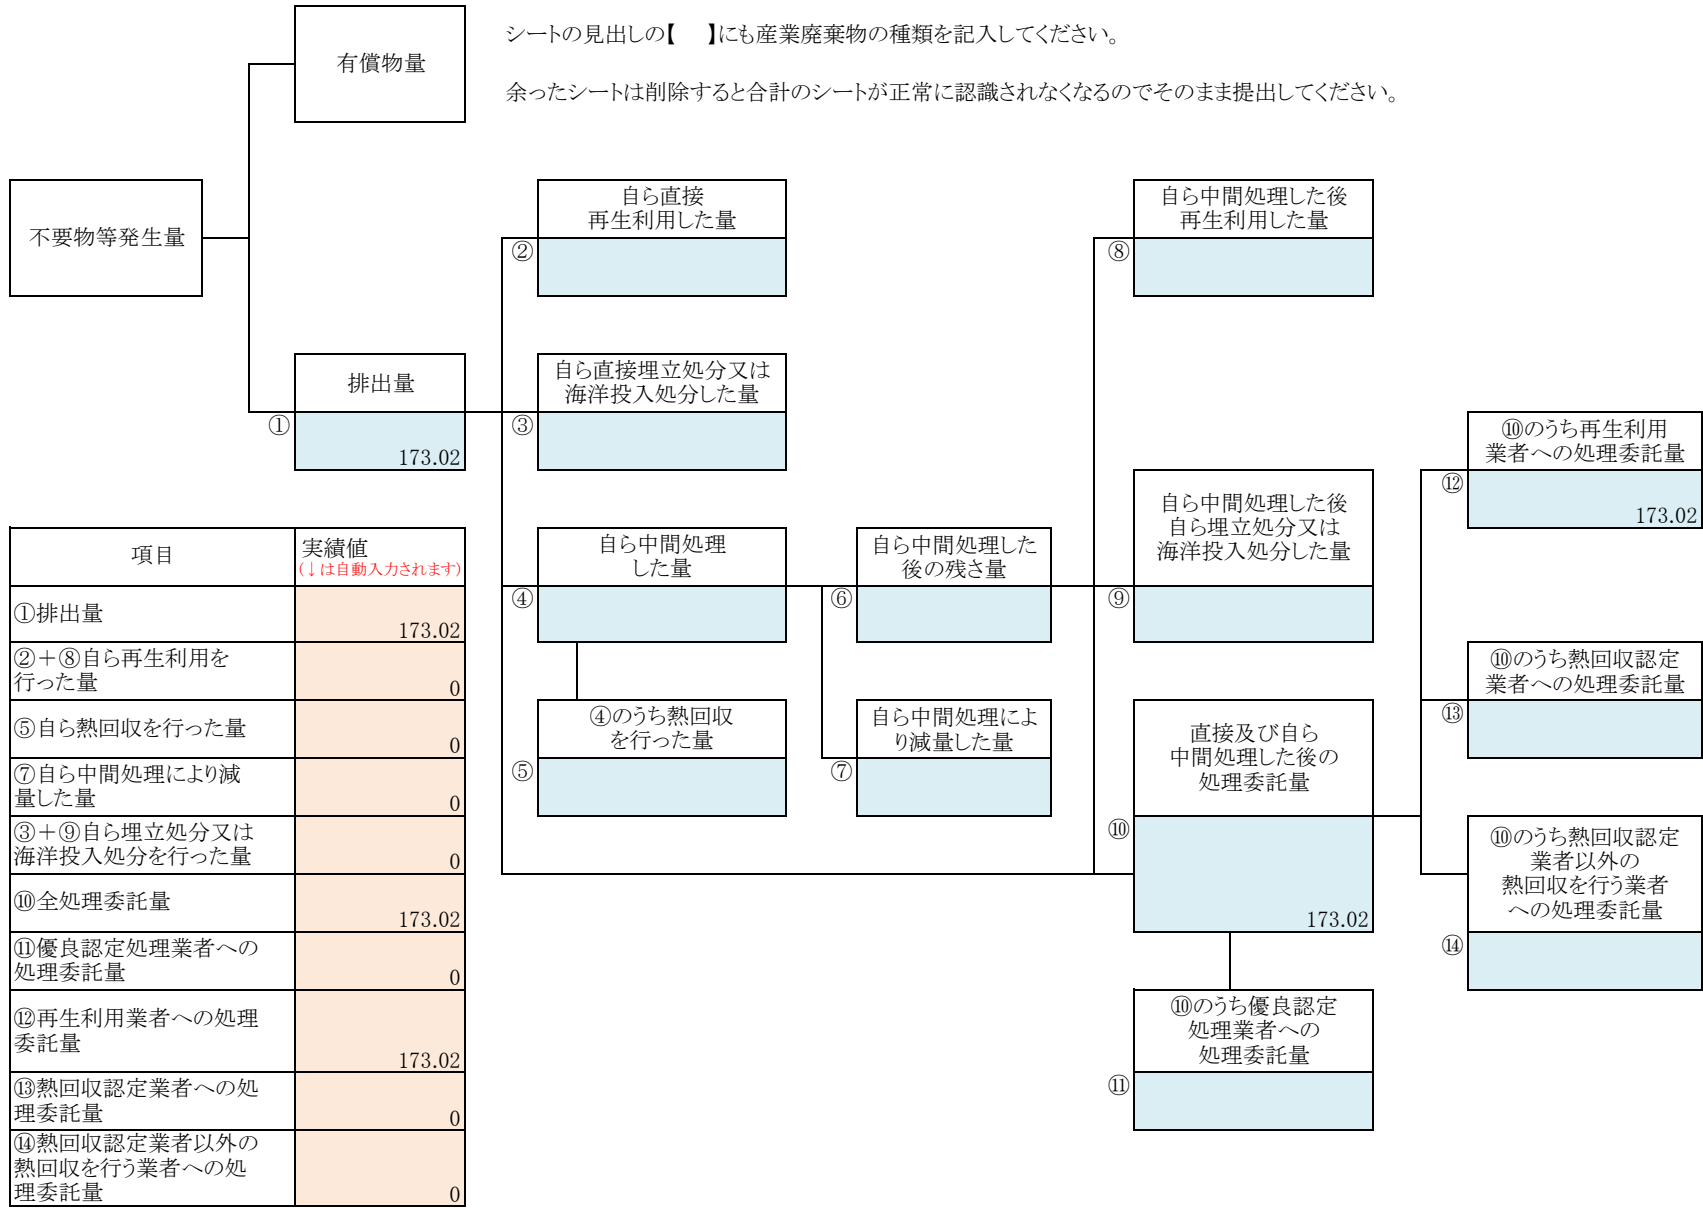 シートの見出しの【　】にも産業廃棄物の種類を記入してください。
余ったシートは削除すると合計のシートが正常に認識されなくなるのでそのまま提出してください。
有償物量
不要物等発生量
自ら直接
再生利用した量
②
自ら中間処理した後
再生利用した量
⑧
排出量
①
173.02
自ら直接埋立処分又は
海洋投入処分した量
③
⑩のうち再生利用
業者への処理委託量
⑫
173.02
自ら中間処理した後
自ら埋立処分又は
海洋投入処分した量
⑨
自ら中間処理
した量
④
自ら中間処理した
後の残さ量
⑥
⑩のうち熱回収認定
業者への処理委託量
⑬
④のうち熱回収
を行った量
⑤
自ら中間処理によ
り減量した量
⑦
直接及び自ら
中間処理した後の
処理委託量
⑩
173.02
⑩のうち熱回収認定
業者以外の
熱回収を行う業者
への処理委託量
⑭
⑩のうち優良認定
処理業者への
処理委託量
⑪
項目
実績値
(↓は自動入力されます)
①排出量
173.02
②＋⑧自ら再生利用を
行った量
0
⑤自ら熱回収を行った量
0
⑦自ら中間処理により減
量した量
0
③＋⑨自ら埋立処分又は
海洋投入処分を行った量
0
⑩全処理委託量
173.02
⑪優良認定処理業者への
処理委託量
0
⑫再生利用業者への処理
委託量
173.02
⑬熱回収認定業者への処
理委託量
0
⑭熱回収認定業者以外の
熱回収を行う業者への処
理委託量
0